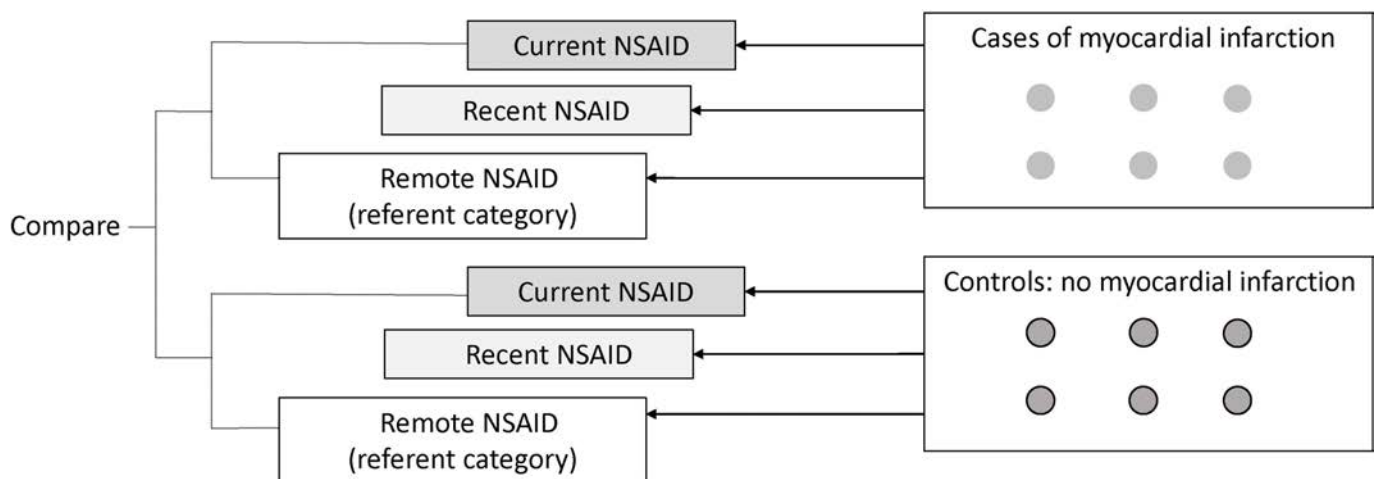 Current NSAID
Cases of myocardial infarction
Recent NSAID
Remote NSAID
(referent category)
Compare
Current NSAID
Controls: no myocardial infarction
Recent NSAID
Remote NSAID
(referent category)